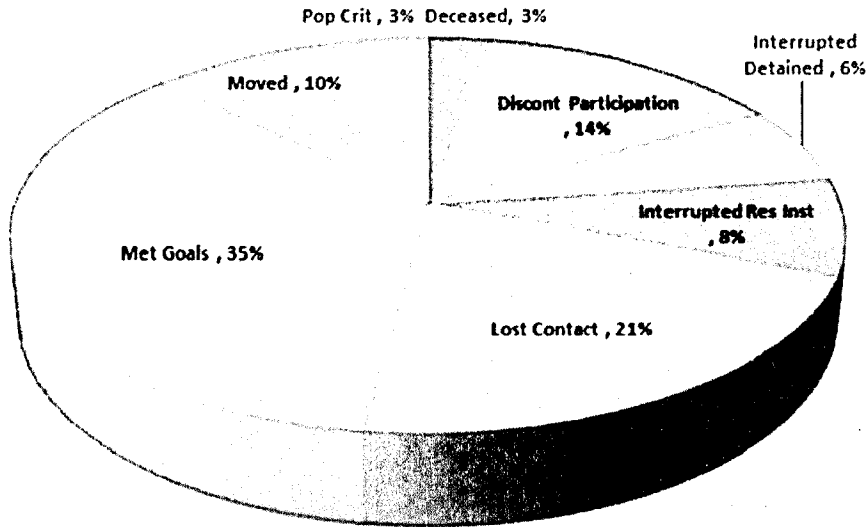 Pop Crit , 3% Deceased, 3%
Interrupted
Detained , 6%
Moved , 10%
Discont Participation
, 14%
Interrupted Res Inst
, 8%
Met Goals , 35%
Lost Contact , 21%